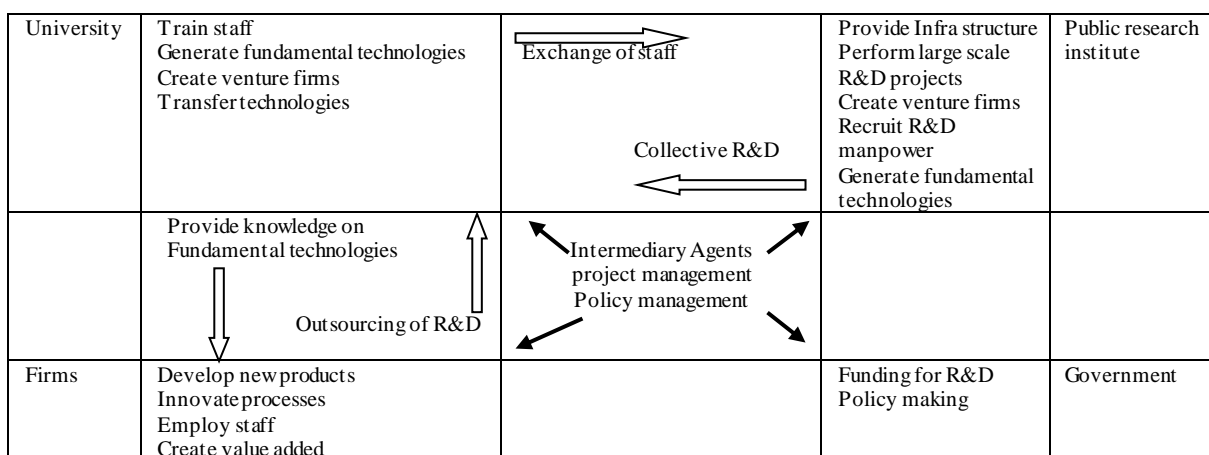 University
Train staff
Generate fundamental technologies
Create venture firms
Transfer technologies
Exchange of staff
Collective R&D
Provide Infra structure
Perform large scale
R&D projects
Create venture firms
Recruit R&D
manpower
Generate fundamental
technologies
Public research
institute
Provide knowledge on
Fundamental technologies
Outsourcing of R&D
Intermediary Agents
project management
Policy management
Firms
Develop new products
Innovate processes
Employ staff
Create value added
Funding for R&D
Policy making
Government